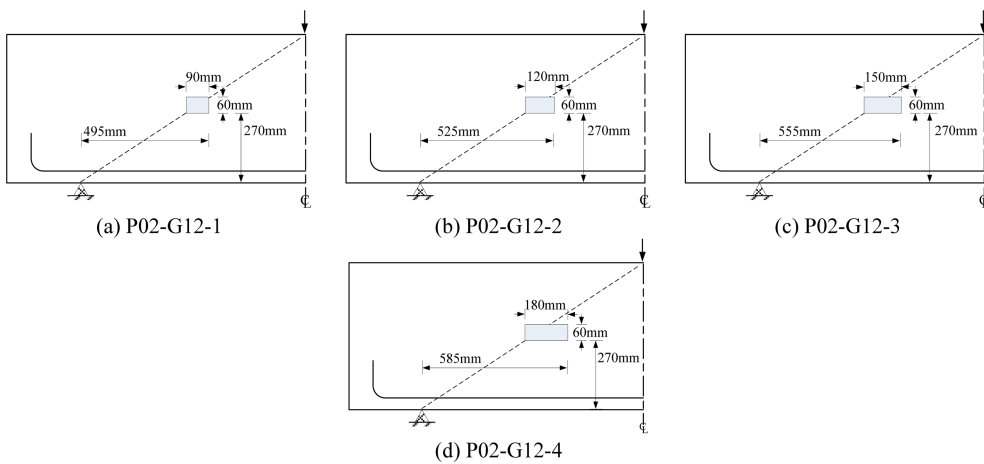 90mm
60mm
495mm
270mm
℄
(a) P02-G12-1
120mm
60mm
525mm
270mm
℄
(b) P02-G12-2
150mm
60mm
555mm
270mm
℄
(c) P02-G12-3
180mm
60mm
585mm
270mm
℄
(d) P02-G12-4